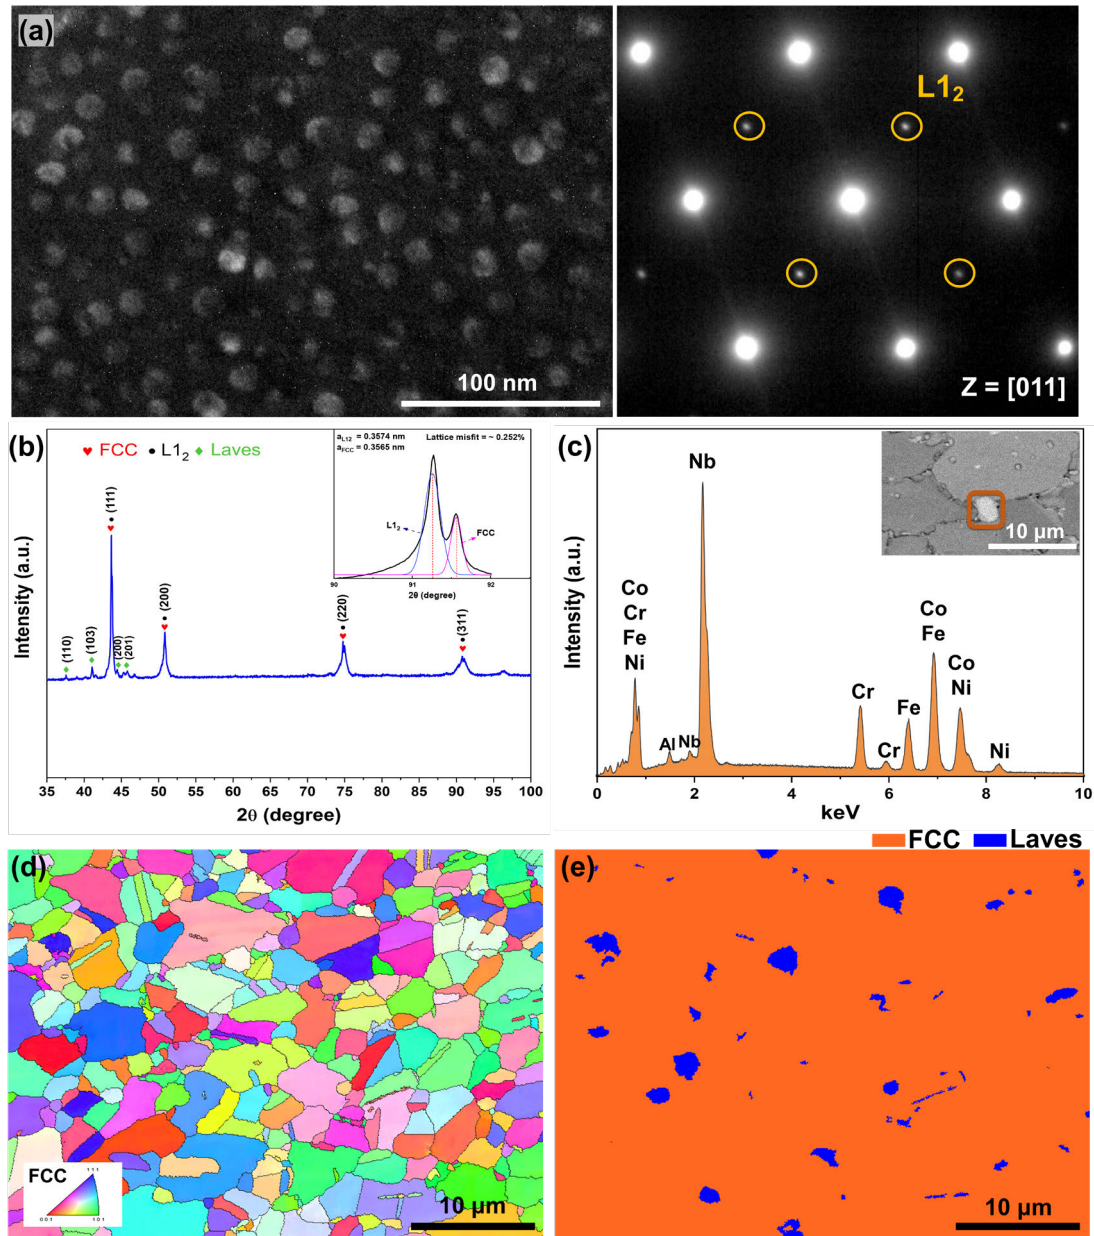 (a)
100 nm
L1₂
Z = [011]
(b)
FCC L1₂ Laves
Intensity (a.u.)
(110)
(103)
(111)
(200)
(201)
(200)
(220)
(311)
35 40 45 50 55 60 65 70 75 80 85 90 95 100
2θ (degree)
a_L12 = 0.3574 nm
a_FCC = 0.3565 nm
Lattice misfit = ~ 0.252%
L1₂
FCC
90 91 92
2θ (degree)
(c)
Intensity (a.u.)
Co
Cr
Fe
Ni
Al
Nb
Nb
Cr
Cr
Fe
Co
Fe
Co
Ni
Ni
10 µm
0 2 4 6 8 10
keV
FCC Laves
(d)
FCC
111
001
101
10 µm
(e)
10 µm